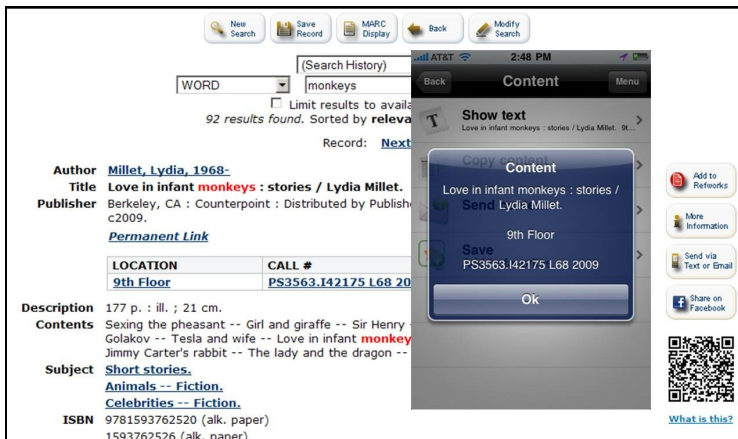 New Search
Save Record
MARC Display
Back
Modify Search
(Search History)
WORD
monkeys
Limit results to availa
92 results found. Sorted by releva
Record: Next
Author Millet, Lydia, 1968-
Title Love in infant monkeys : stories / Lydia Millet.
Publisher Berkeley, CA : Counterpoint : Distributed by Publishe
c2009.
Permanent Link
LOCATION CALL #
9th Floor PS3563.I42175 L68 20
Description 177 p. : ill. ; 21 cm.
Contents Sexing the pheasant -- Girl and giraffe -- Sir Henry
Golakov -- Tesla and wife -- Love in infant monkey
Jimmy Carter's rabbit -- The lady and the dragon --
Subject Short stories.
Animals -- Fiction.
Celebrities -- Fiction.
ISBN 9781593762520 (alk. paper)
1593762526 (alk. paper)
AT&T 2:48 PM
Back Content Menu
T Show text
Love in infant monkeys : stories / Lydia Millet. 9t...
Copy content
Content
Love in infant monkeys : stories /
Lydia Millet.
Send
9th Floor
Save
PS3563.I42175 L68 2009
Ok
Add to Refworks
More Information
Send via Text or Email
Share on Facebook
What is this?